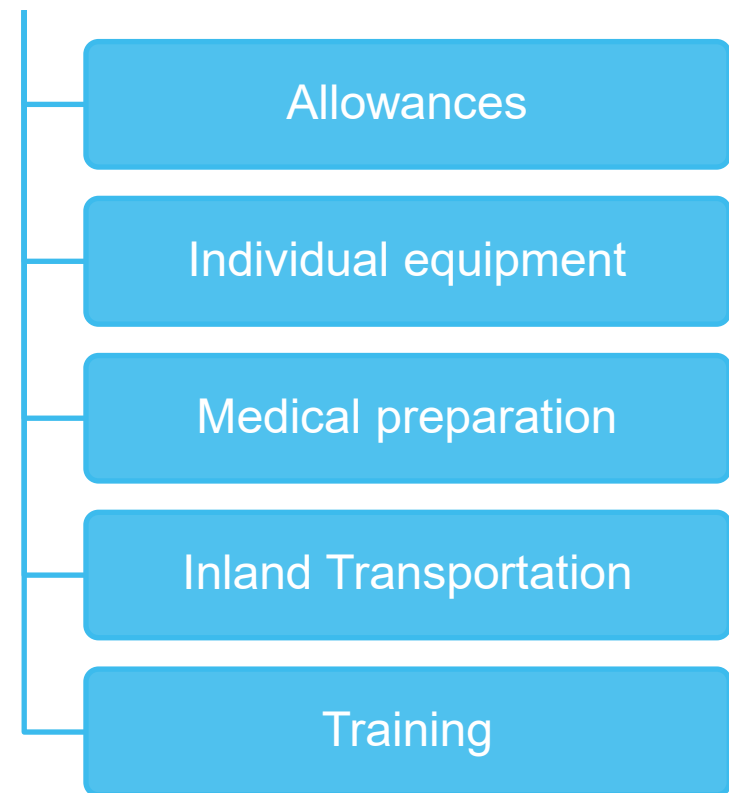 Allowances
Individual equipment
Medical preparation
Inland Transportation
Training